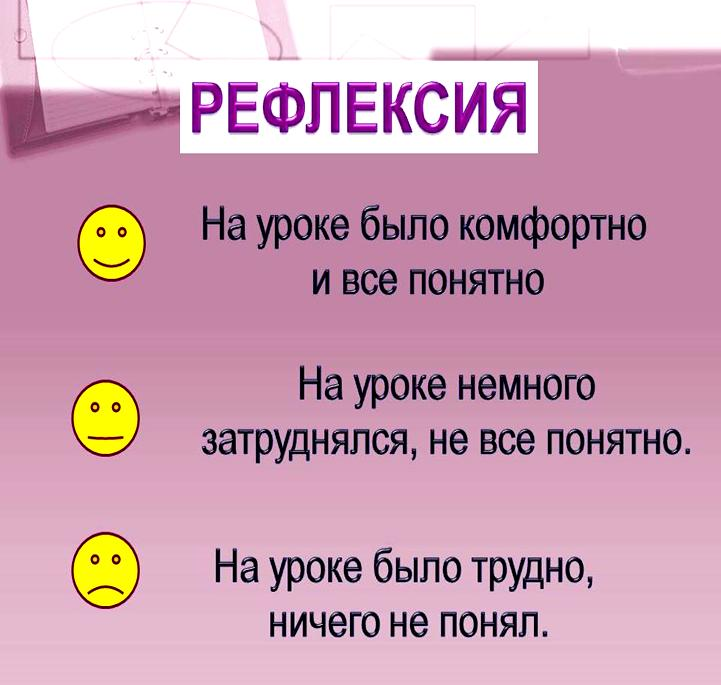 РЕФЛЕКСИЯ
На уроке было комфортно
и все понятно
На уроке немного
затруднялся, не все понятно.
На уроке было трудно,
ничего не понял.